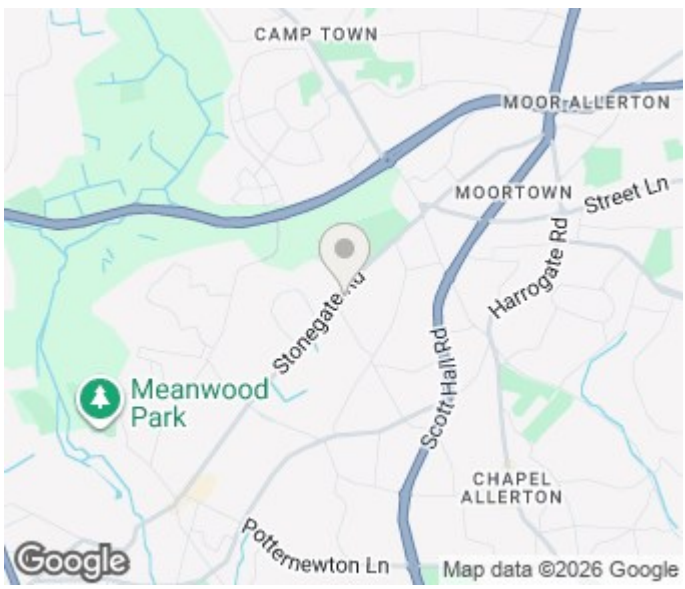 CAMP TOWN
MOOR ALLERTON
MOORTOWN
Street Ln
Harrogate Rd
Stonegate Rd
Scott Hall Rd
Meanwood
Park
CHAPEL
ALLERTON
Potternewton Ln
Google
Map data ©2026 Google